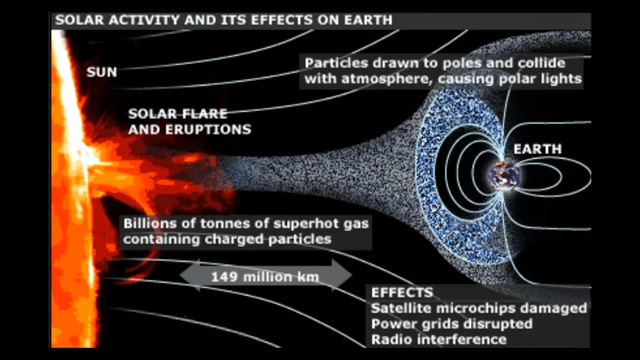 SOLAR ACTIVITY AND ITS EFFECTS ON EARTH
SUN
Particles drawn to poles and collide
with atmosphere, causing polar lights
SOLAR FLARE
AND ERUPTIONS
EARTH
Billions of tonnes of superhot gas
containing charged particles
149 million km
EFFECTS
Satellite microchips damaged
Power grids disrupted
Radio interference